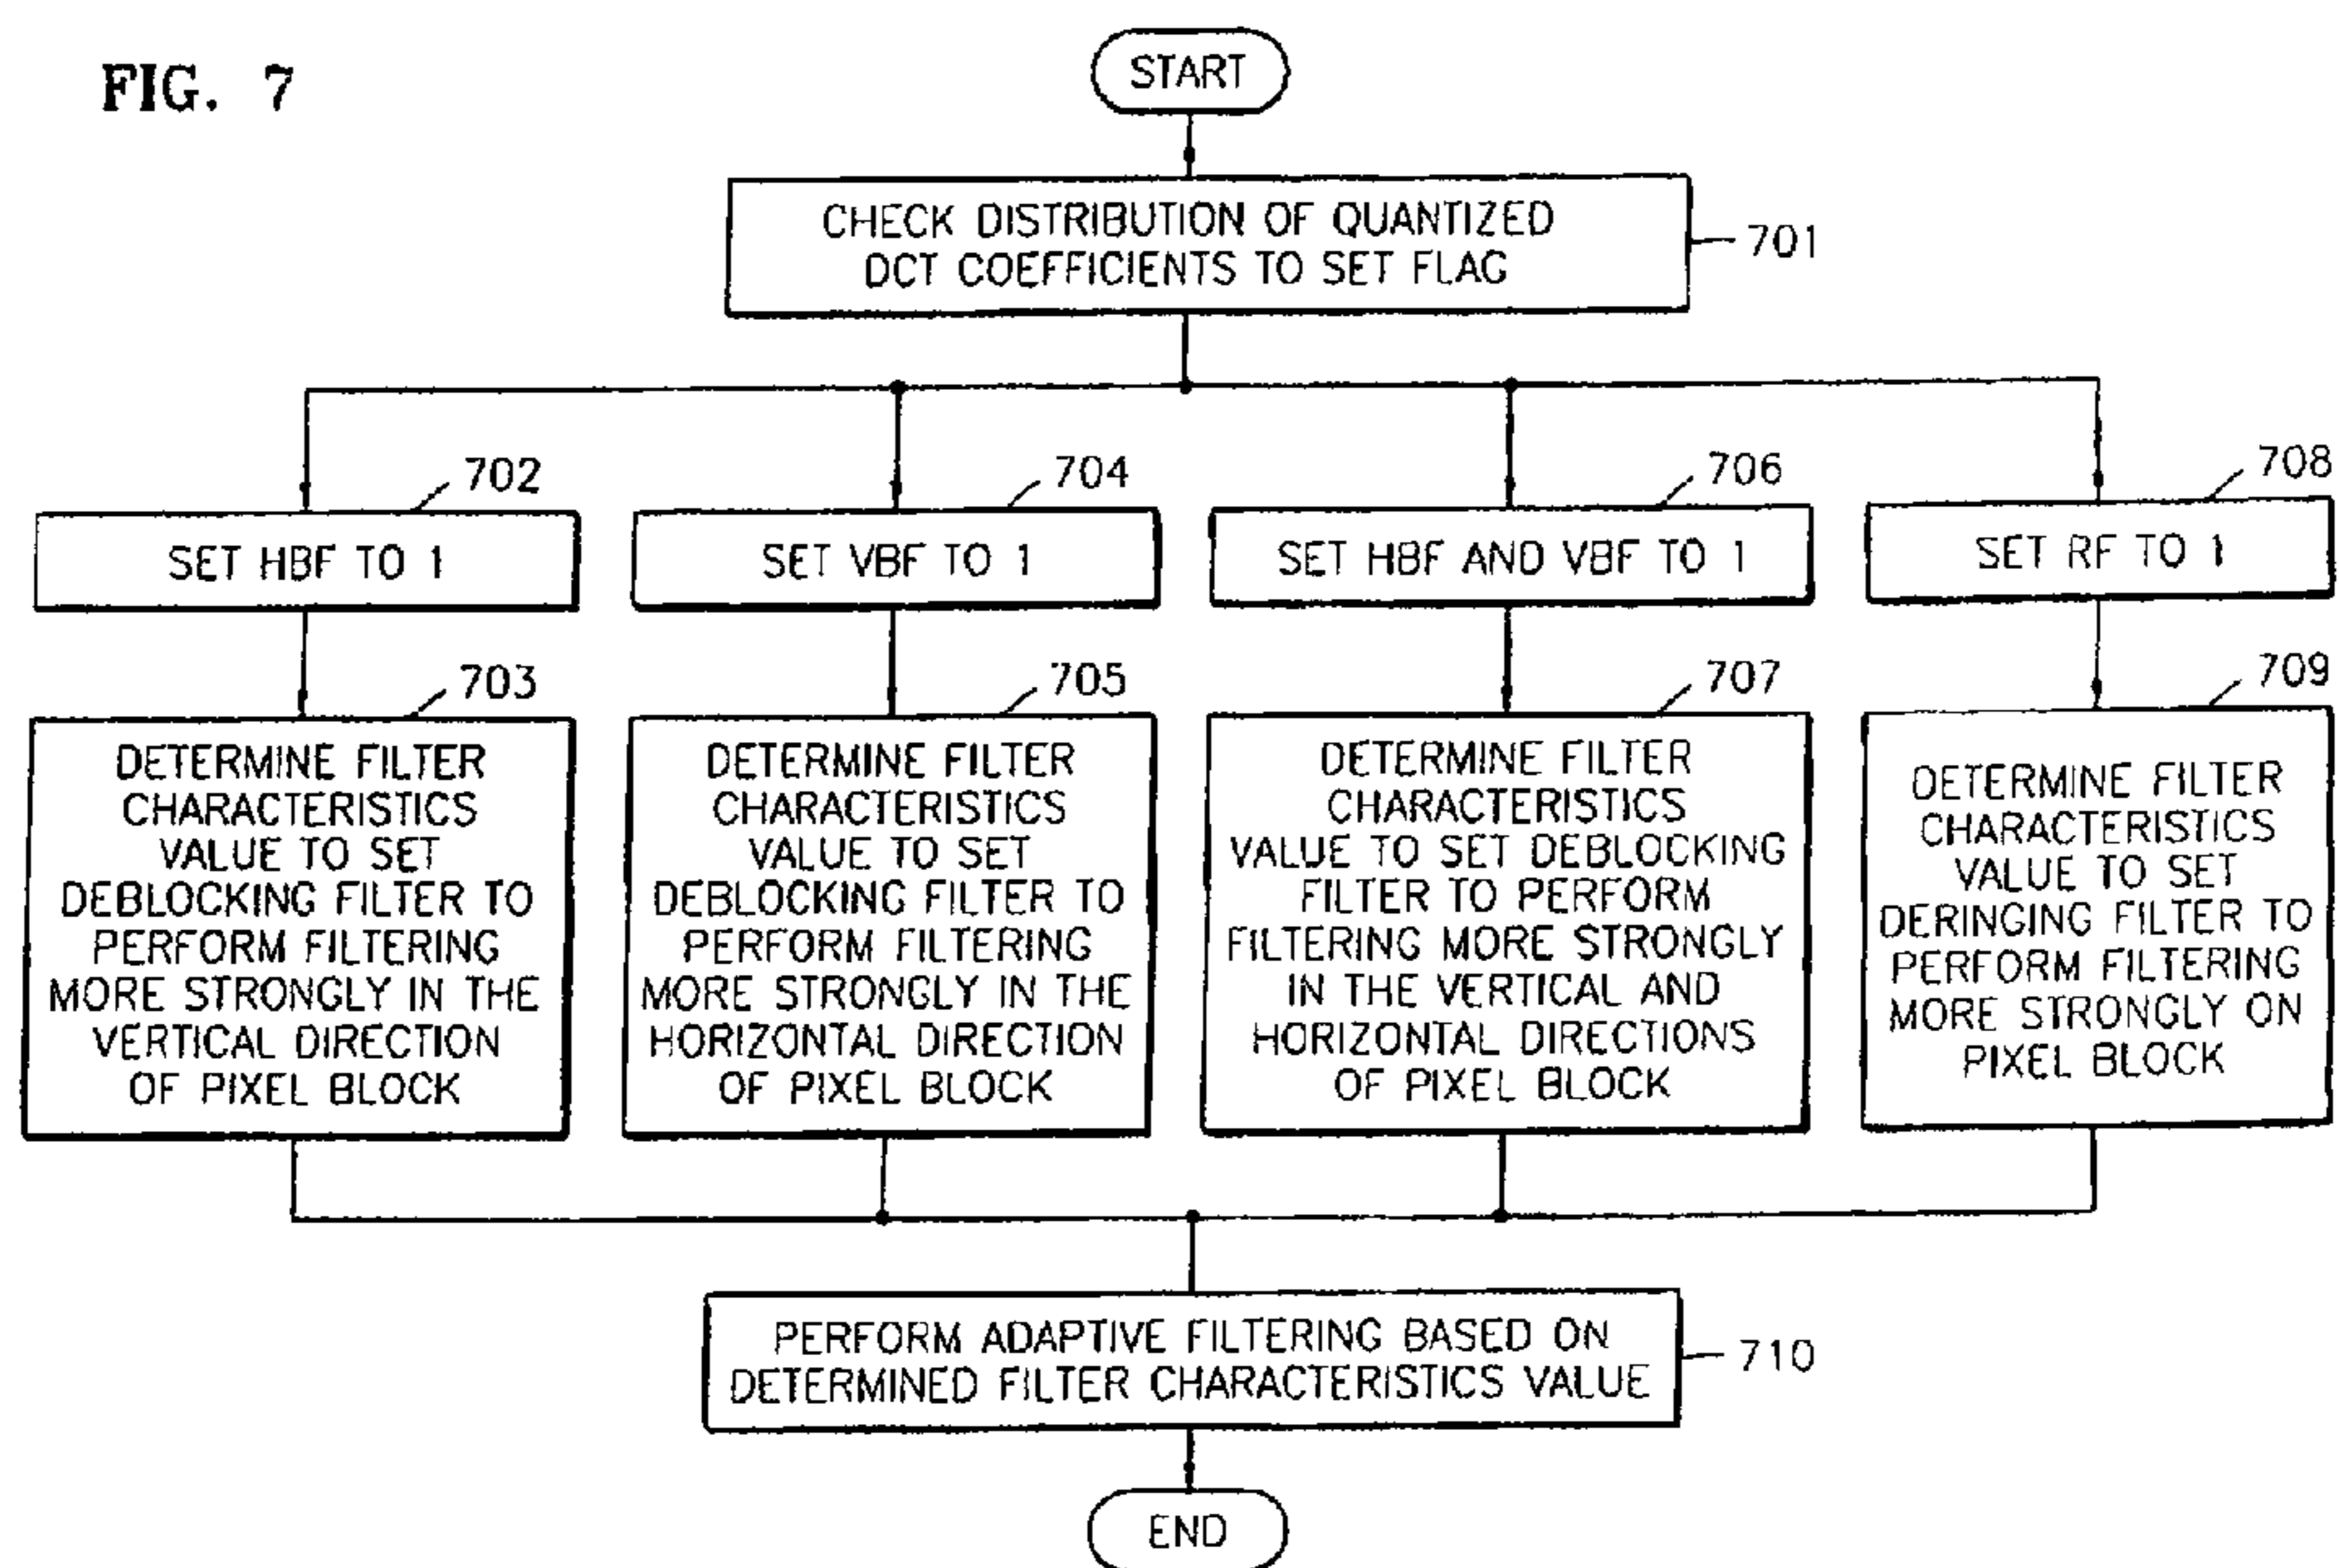 FIG. 7
START
CHECK DISTRIBUTION OF QUANTIZED
DCT COEFFICIENTS TO SET FLAG
701
702
SET HBF TO 1
704
SET VBF TO 1
706
SET HBF AND VBF TO 1
708
SET RF TO 1
703
DETERMINE FILTER
CHARACTERISTICS
VALUE TO SET
DEBLOCKING FILTER TO
PERFORM FILTERING
MORE STRONGLY IN THE
VERTICAL DIRECTION
OF PIXEL BLOCK
705
DETERMINE FILTER
CHARACTERISTICS
VALUE TO SET
DEBLOCKING FILTER TO
PERFORM FILTERING
MORE STRONGLY IN THE
HORIZONTAL DIRECTION
OF PIXEL BLOCK
707
DETERMINE FILTER
CHARACTERISTICS
VALUE TO SET DEBLOCKING
FILTER TO PERFORM
FILTERING MORE STRONGLY
IN THE VERTICAL AND
HORIZONTAL DIRECTIONS
OF PIXEL BLOCK
709
DETERMINE FILTER
CHARACTERISTICS
VALUE TO SET
DERINGING FILTER TO
PERFORM FILTERING
MORE STRONGLY ON
PIXEL BLOCK
PERFORM ADAPTIVE FILTERING BASED ON
DETERMINED FILTER CHARACTERISTICS VALUE
710
END